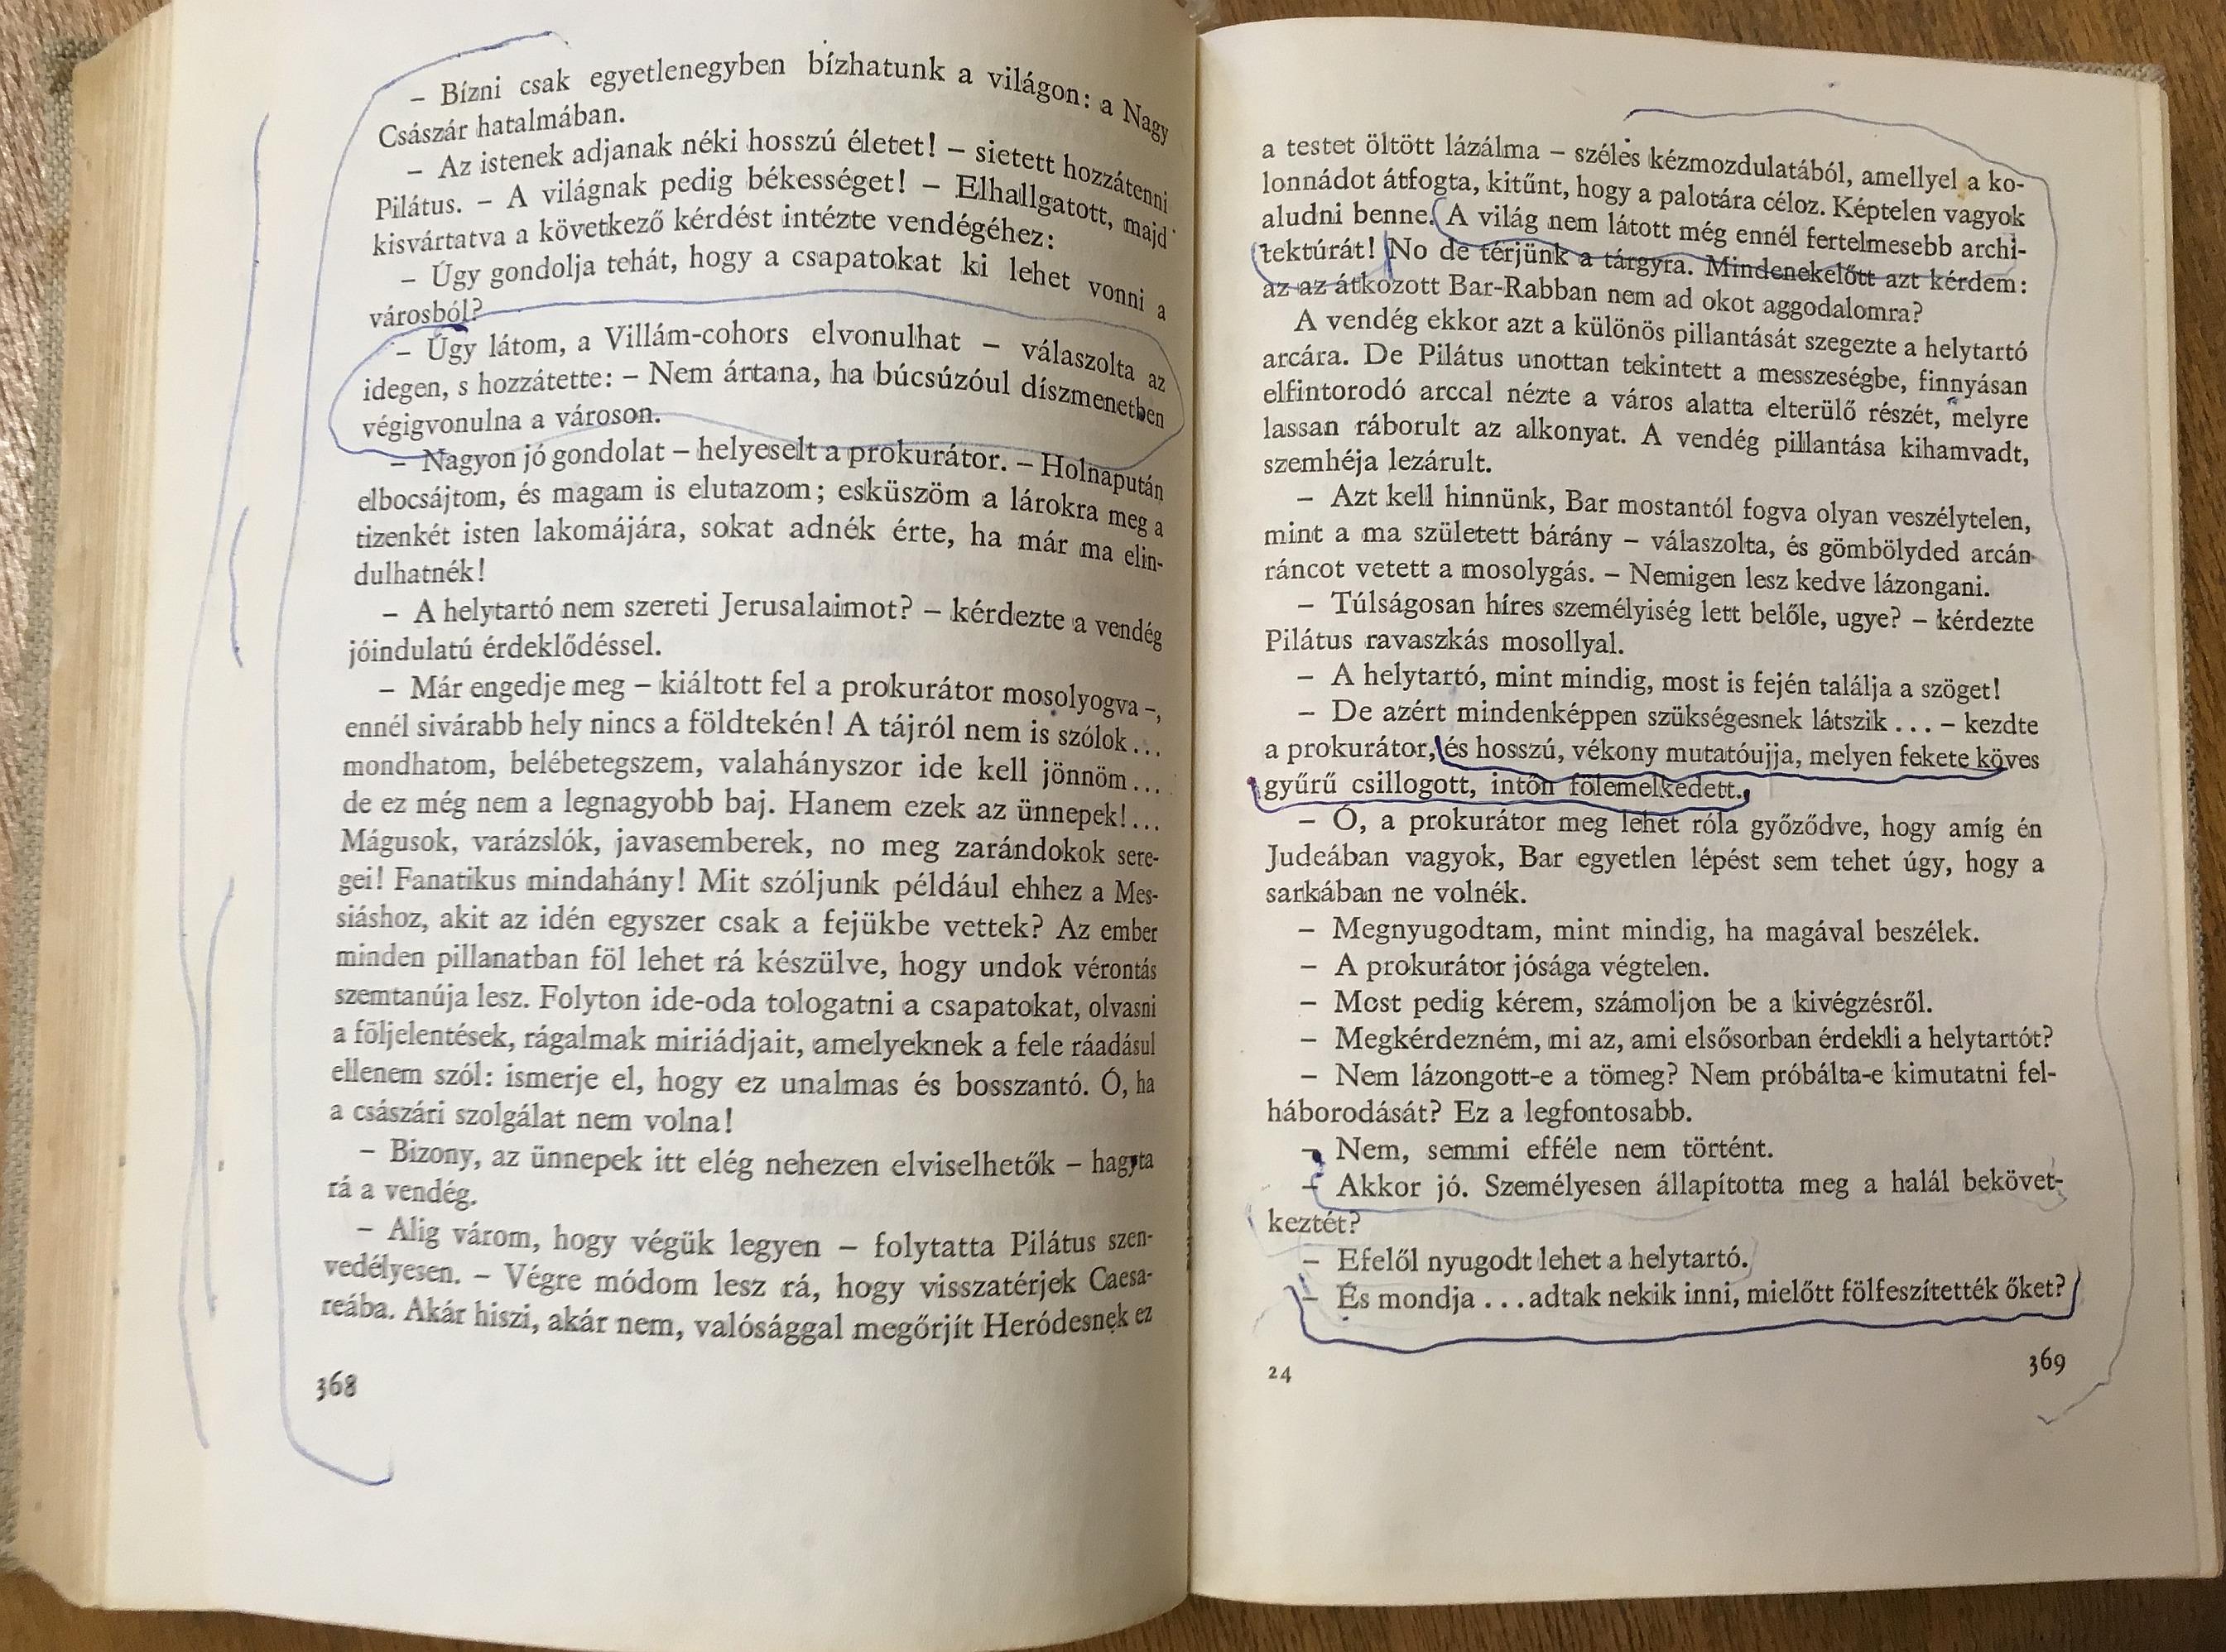 – Bízni csak egyetlenegyben bízhatunk a világon: a Nagy
Császár hatalmában.
– Az istenek adjanak néki hosszú életet! – sietett hozzátenni
Pilátus. – A világnak pedig békességet! – Elhallgatott, majd
kisvártatva a következő kérdést intézte vendégéhez:
– Úgy gondolja tehát, hogy a csapatokat ki lehet vonni a
városból?
– Úgy látom, a Villám-cohors elvonulhat – válaszolta az
idegen, s hozzátette: – Nem ártana, ha búcsúzóul díszmenetben
végigvonulna a városon.
– Nagyon jó gondolat – helyeselt a prokurátor. – Holnapután
elbocsájtom, és magam is elutazom; esküszöm a lárokra meg a
tizenkét isten lakomájára, sokat adnék érte, ha már ma elin-
dulhatnék!
– A helytartó nem szereti Jerusalaimot? – kérdezte a vendég
jóindulatú érdeklődéssel.
– Már engedje meg – kiáltott fel a prokurátor mosolyogva –,
ennél sivárabb hely nincs a földtekén! A tájról nem is szólok...
mondhatom, belébetegszem, valahányszor ide kell jönnöm...
de ez még nem a legnagyobb baj. Hanem ezek az ünnepek!...
Mágusok, varázslók, javasemberek, no meg zarándokok sere-
gei! Fanatikus mindahány! Mit szóljunk például ehhez a Mes-
siáshoz, akit az idén egyszer csak a fejükbe vettek? Az ember
minden pillanatban föl lehet rá készülve, hogy undok vérontás
szemtanúja lesz. Folyton ide-oda tologatni a csapatokat, olvasni
a följelentések, rágalmak miriádjait, amelyeknek a fele ráadásul
ellenem szól: ismerje el, hogy ez unalmas és bosszantó. Ó, ha
a császári szolgálat nem volna!
– Bizony, az ünnepek itt elég nehezen elviselhetők – hagyta
rá a vendég.
– Alig várom, hogy végük legyen – folytatta Pilátus szen-
vedélyesen. – Végre módom lesz rá, hogy visszatérjek Caesa-
reába. Akár hiszi, akár nem, valósággal megőrjít Heródesnek ez
368
a testet öltött lázálma – széles kézmozdulatából, amellyel a ko-
lonnádot átfogta, kitűnt, hogy a palotára céloz. Képtelen vagyok
aludni benne. A világ nem látott még ennél fertelmesebb archi-
tektúrát! No de térjünk a tárgyra. Mindenekelőtt azt kérdem:
az az átkozott Bar-Rabban nem ad okot aggodalomra?
A vendég ekkor azt a különös pillantását szegezte a helytartó
arcára. De Pilátus unottan tekintett a messzeségbe, finnyásan
elfintorodó arccal nézte a város alatta elterülő részét, melyre
lassan ráborult az alkonyat. A vendég pillantása kihamvadt,
szemhéja lezárult.
– Azt kell hinnünk, Bar mostantól fogva olyan veszélytelen,
mint a ma született bárány – válaszolta, és gömbölyded arcán
ráncot vetett a mosolygás. – Nemigen lesz kedve lázongani.
– Túlságosan híres személyiség lett belőle, ugye? – kérdezte
Pilátus ravaszkás mosollyal.
– A helytartó, mint mindig, most is fején találja a szöget!
– De azért mindenképpen szükségesnek látszik... – kezdte
a prokurátor, és hosszú, vékony mutatóujja, melyen fekete köves
gyűrű csillogott, intőn fölemelkedett.
– Ó, a prokurátor meg lehet róla győződve, hogy amíg én
Judeában vagyok, Bar egyetlen lépést sem tehet úgy, hogy a
sarkában ne volnék.
– Megnyugodtam, mint mindig, ha magával beszélek.
– A prokurátor jósága végtelen.
– Most pedig kérem, számoljon be a kivégzésről.
– Megkérdezném, mi az, ami elsősorban érdekli a helytartót?
– Nem lázongott-e a tömeg? Nem próbálta-e kimutatni fel-
háborodását? Ez a legfontosabb.
– Nem, semmi efféle nem történt.
– Akkor jó. Személyesen állapította meg a halál bekövet-
keztét?
– Efelől nyugodt lehet a helytartó.
– És mondja... adtak nekik inni, mielőtt fölfeszítették őket?
24
369